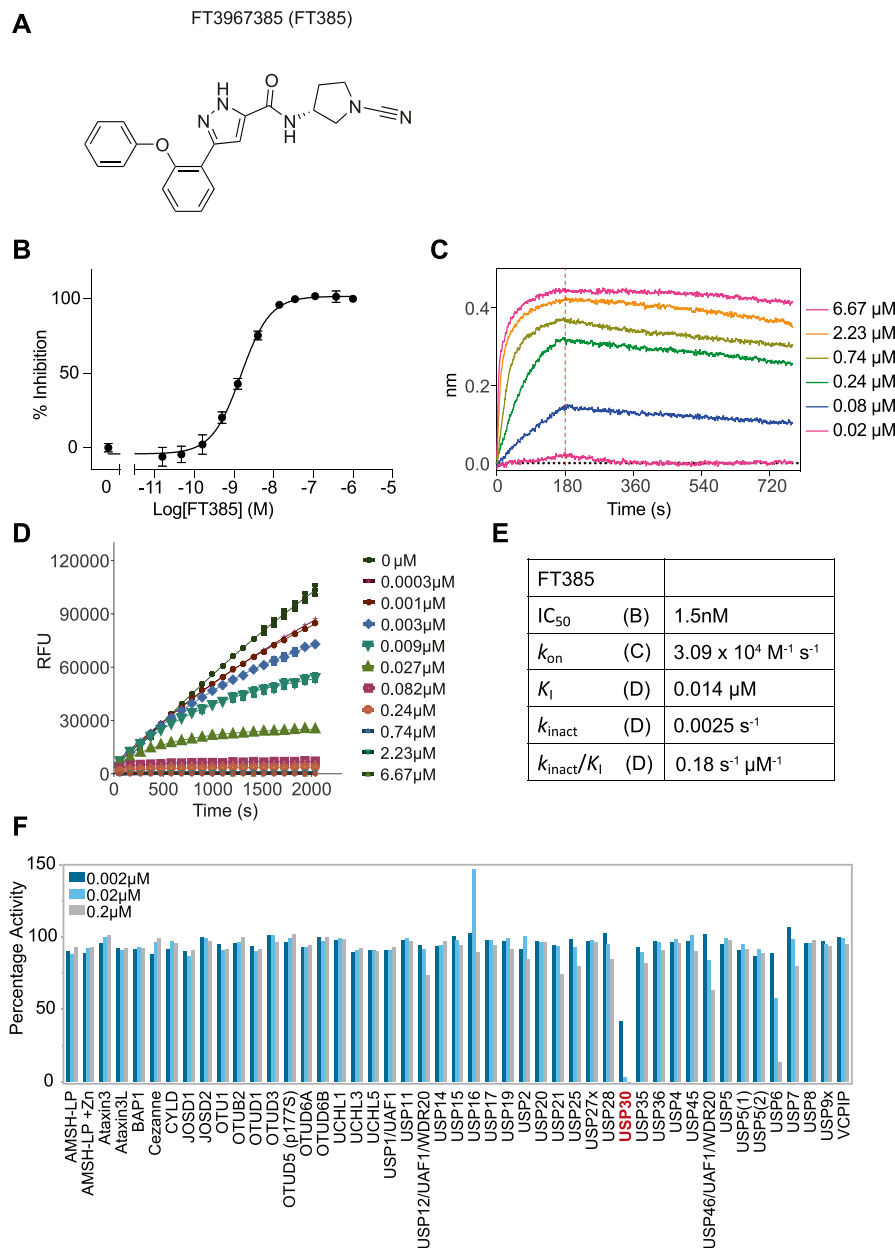 A
FT3967385 (FT385)
O
H
N
N
N
H
N
N
O
B
% Inhibition
100
50
0
0
-11
-10
-9
-8
-7
-6
-5
Log[FT385] (M)
C
nm
0.4
0.2
0.0
0
180
360
540
720
Time (s)
6.67 µM
2.23 µM
0.74 µM
0.24 µM
0.08 µM
0.02 µM
D
RFU
120000
90000
60000
30000
0
0
500
1000
1500
2000
Time (s)
0 µM
0.0003µM
0.001µM
0.003µM
0.009µM
0.027µM
0.082µM
0.24µM
0.74µM
2.23µM
6.67µM
E
FT385
IC50 (B) 1.5nM
kon (C) 3.09 x 10⁴ M⁻¹ s⁻¹
KI (D) 0.014 µM
kinact (D) 0.0025 s⁻¹
kinact/KI (D) 0.18 s⁻¹ µM⁻¹
F
Percentage Activity
150
100
50
0
0.002µM
0.02µM
0.2µM
AMSH-LP
AMSH-LP +Zn
Ataxin3
Ataxin3L
BAP1
Cezanne
CYLD
JOSD1
JOSD2
OTU1
OTUB2
OTUD1
OTUD3
OTUD5 (p177S)
OTUD6A
OTUD6B
UCHL1
UCHL3
UCHL5
USP1/UAF1
USP11
USP12/UAF1/WDR20
USP14
USP15
USP16
USP17
USP19
USP2
USP20
USP21
USP25
USP27x
USP28
USP30
USP35
USP36
USP4
USP45
USP46/UAF1/WDR20
USP5
USP5(1)
USP5(2)
USP6
USP7
USP8
USP9x
VCPIP